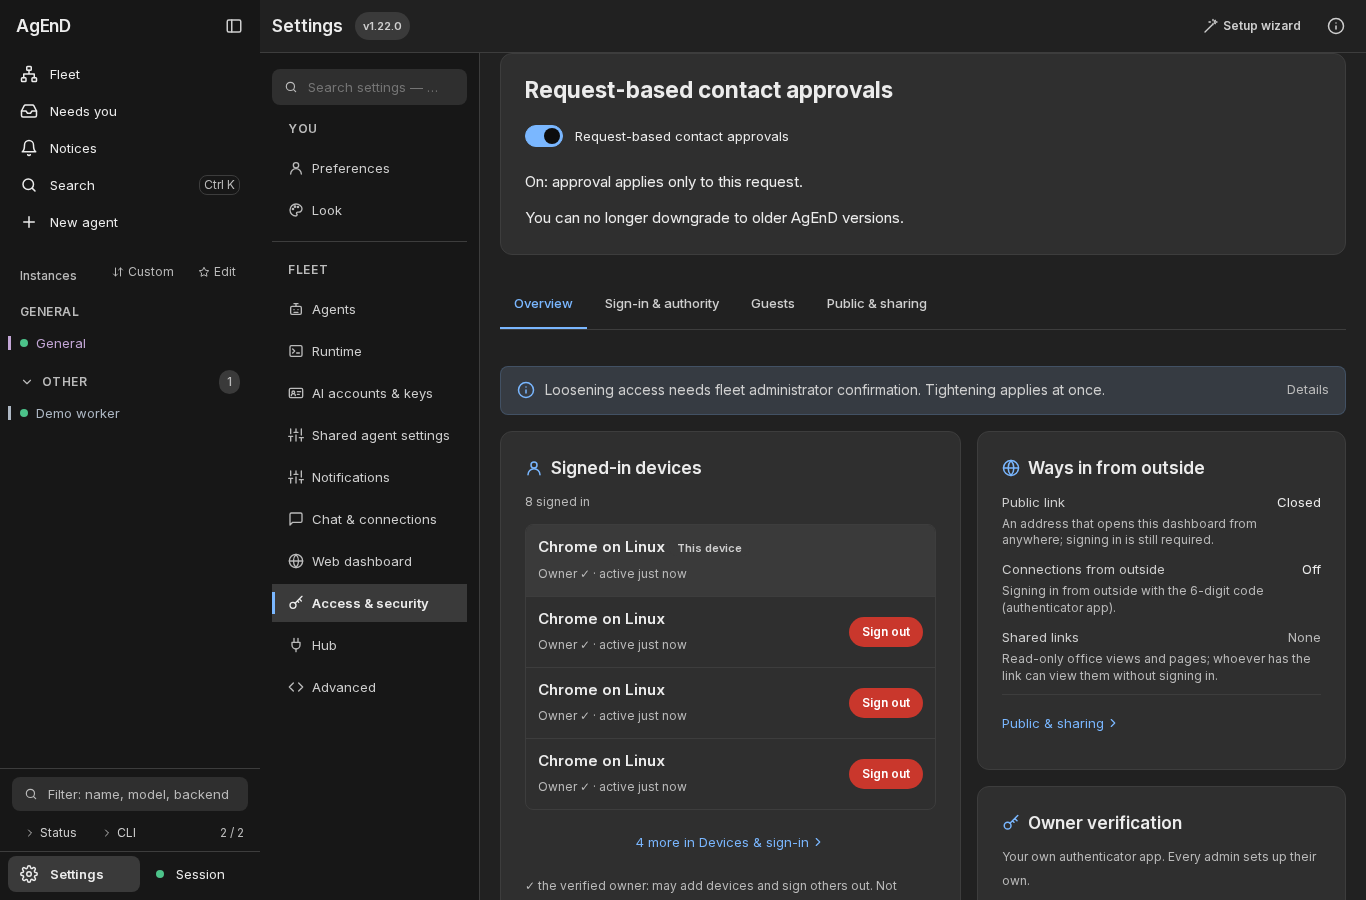 AgEnD
Fleet
Needs you
Notices
Search
Ctrl K
New agent
Instances
Custom
Edit
GENERAL
General
OTHER
1
Demo worker
Filter: name, model, backend
Status
CLI
2 / 2
Settings
Session
Settings
v1.22.0
Setup wizard
Search settings — …
YOU
Preferences
Look
FLEET
Agents
Runtime
AI accounts & keys
Shared agent settings
Notifications
Chat & connections
Web dashboard
Access & security
Hub
Advanced
Request-based contact approvals
Request-based contact approvals
On: approval applies only to this request.
You can no longer downgrade to older AgEnD versions.
Overview
Sign-in & authority
Guests
Public & sharing
Loosening access needs fleet administrator confirmation. Tightening applies at once.
Details
Signed-in devices
8 signed in
Chrome on Linux
This device
Owner ✓ · active just now
Chrome on Linux
Owner ✓ · active just now
Sign out
Chrome on Linux
Owner ✓ · active just now
Sign out
Chrome on Linux
Owner ✓ · active just now
Sign out
4 more in Devices & sign-in
✓ the verified owner: may add devices and sign others out. Not
Ways in from outside
Public link
Closed
An address that opens this dashboard from
anywhere; signing in is still required.
Connections from outside
Off
Signing in from outside with the 6-digit code
(authenticator app).
Shared links
None
Read-only office views and pages; whoever has the
link can view them without signing in.
Public & sharing
Owner verification
Your own authenticator app. Every admin sets up their
own.